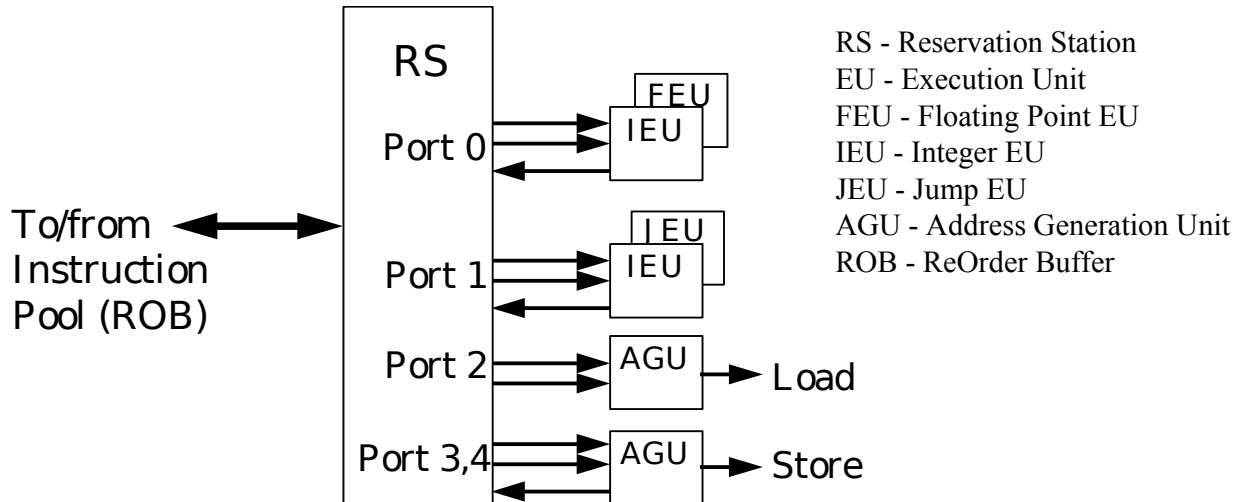 RS
Port 0
FEU
IEU
Port 1
JEU
IEU
Port 2
AGU
Load
Port 3,4
AGU
Store
To/from
Instruction
Pool (ROB)
RS - Reservation Station
EU - Execution Unit
FEU - Floating Point EU
IEU - Integer EU
JEU - Jump EU
AGU - Address Generation Unit
ROB - ReOrder Buffer